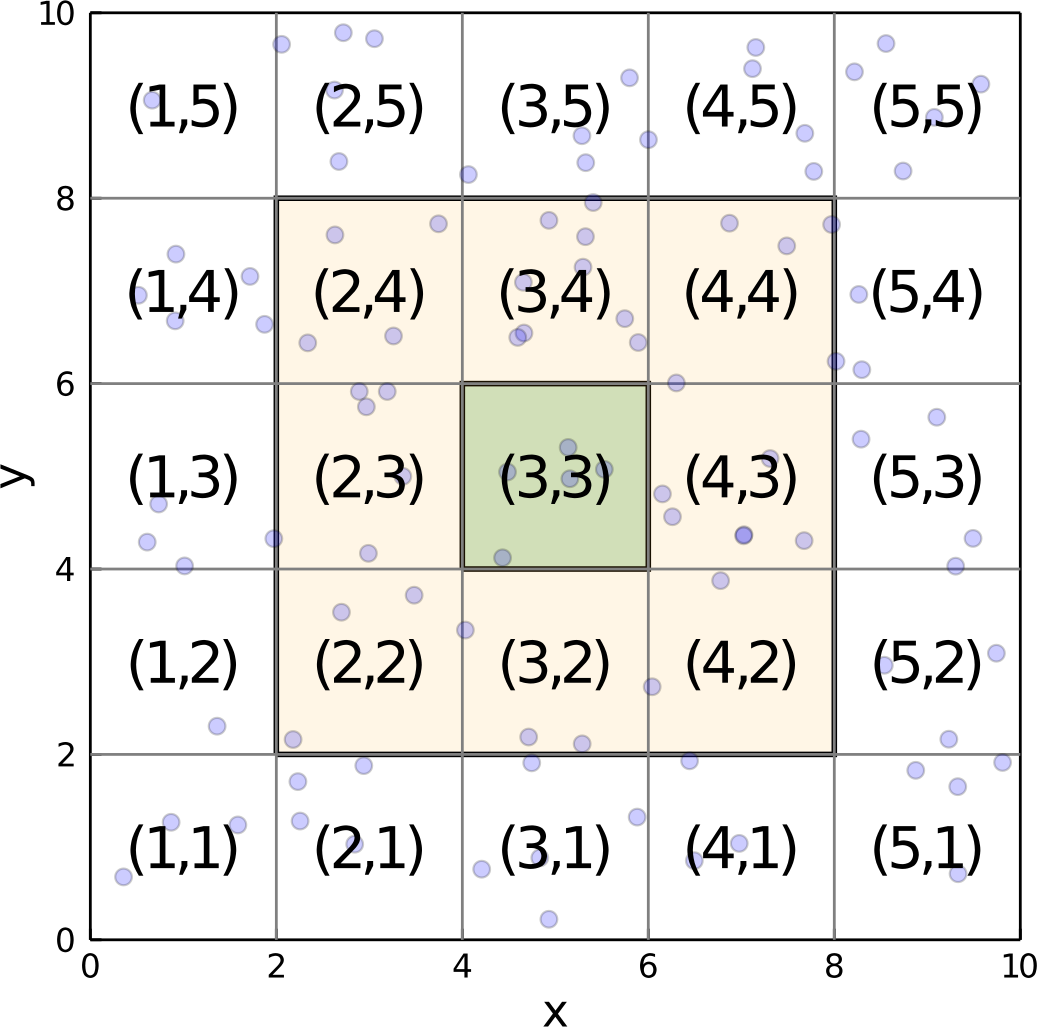 10
(1,5) (2,5) (3,5) (4,5) (5,5)
8
(1,4) (2,4) (3,4) (4,4) (5,4)
6
y
(1,3) (2,3) (3,3) (4,3) (5,3)
4
(1,2) (2,2) (3,2) (4,2) (5,2)
2
(1,1) (2,1) (3,1) (4,1) (5,1)
0
0 2 4 6 8 10
x